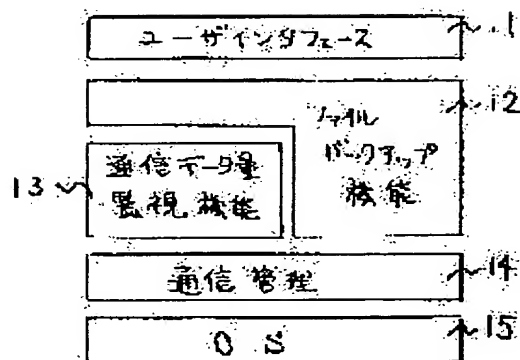 ユーザインタフェース
11
12
ファイル
バックアップ
機能
通信データ量
監視機能
13
通信管理
14
OS
15